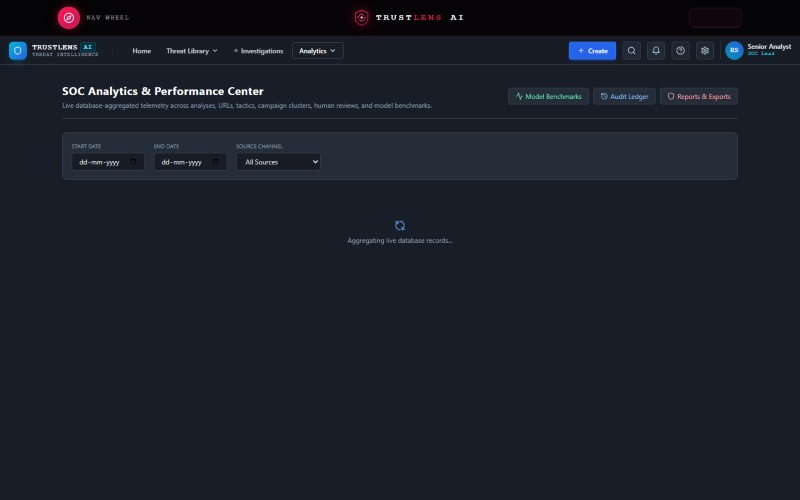 NAV WHEEL
TRUSTLENS AI
TRUSTLENS AI
THREAT INTELLIGENCE
Home
Threat Library
Investigations
Analytics
+ Create
RS
Senior Analyst
SOC Lead
SOC Analytics & Performance Center
Live database-aggregated telemetry across analyses, URLs, tactics, campaign clusters, human reviews, and model benchmarks.
Model Benchmarks
Audit Ledger
Reports & Exports
START DATE
END DATE
SOURCE CHANNEL
dd-mm-yyyy
dd-mm-yyyy
All Sources
Aggregating live database records...